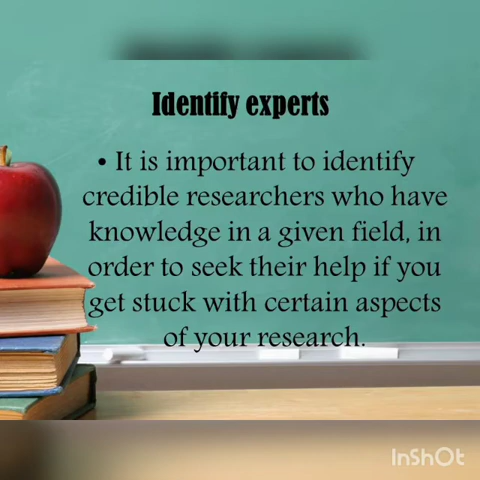 Identify experts
• It is important to identify
credible researchers who have
knowledge in a given field, in
order to seek their help if you
get stuck with certain aspects
of your research.
InShOt